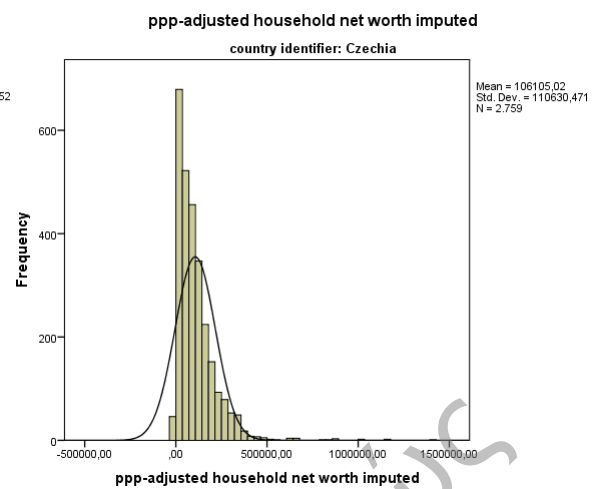 ppp-adjusted household net worth imputed
country identifier: Czechia
52
Mean = 106105,02
Std. Dev. = 110630,471
N = 2.759
Frequency
600
400
200
0
-500000,00 ,00 500000,00 1000000,00 1500000,00
ppp-adjusted household net worth imputed